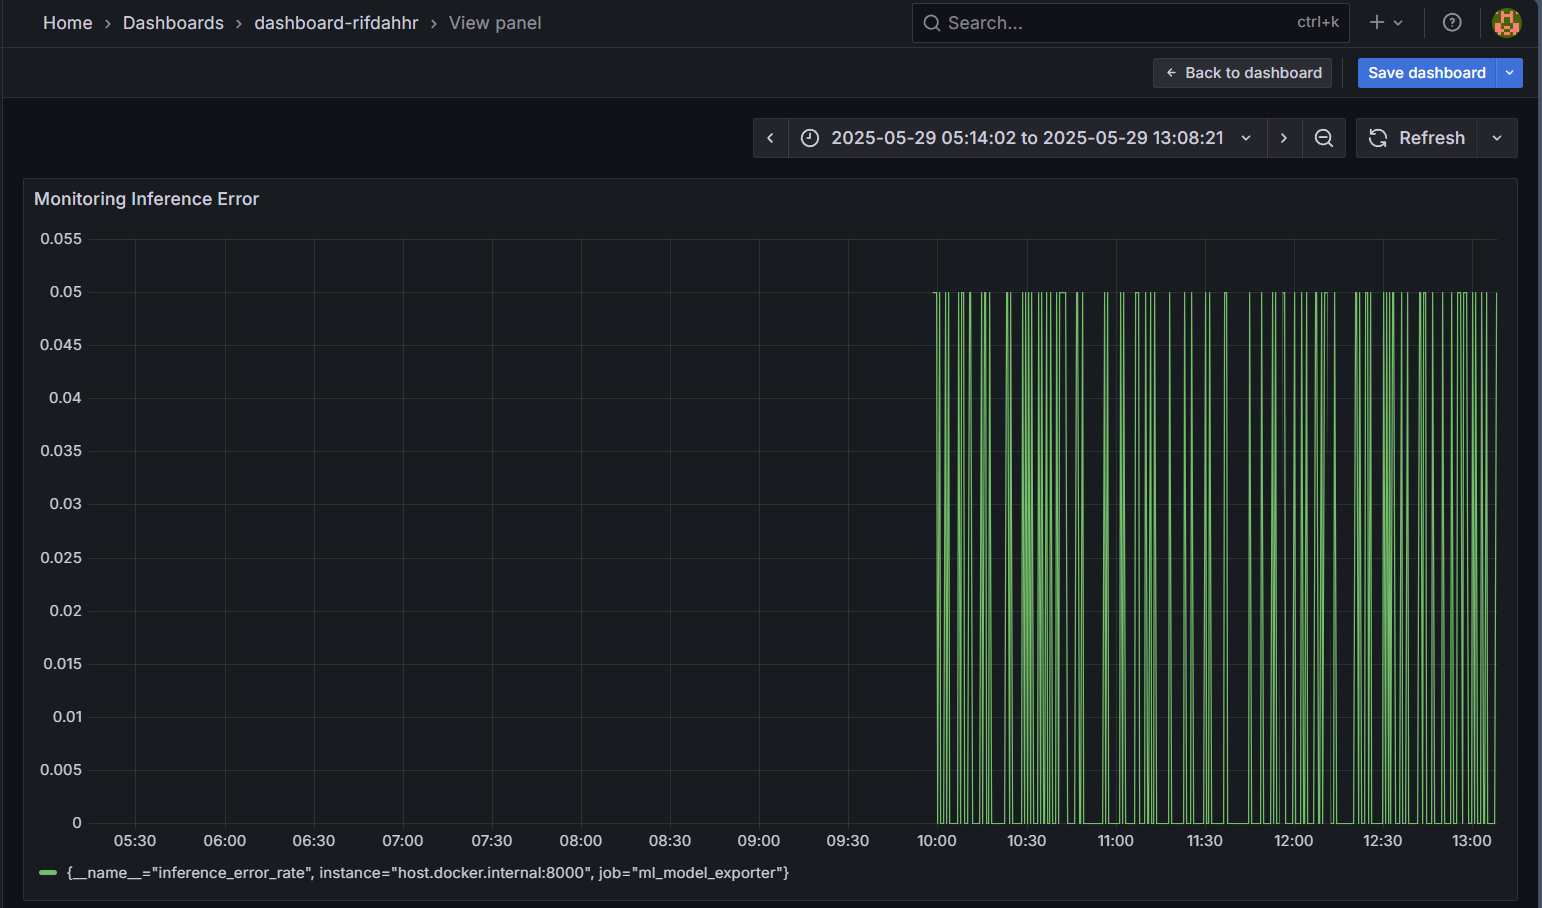 Home > Dashboards > dashboard-rifdahhr > View panel
Search... ctrl+k
Back to dashboard
Save dashboard
2025-05-29 05:14:02 to 2025-05-29 13:08:21
Refresh
Monitoring Inference Error
0.055
0.05
0.045
0.04
0.035
0.03
0.025
0.02
0.015
0.01
0.005
0
05:30 06:00 06:30 07:00 07:30 08:00 08:30 09:00 09:30 10:00 10:30 11:00 11:30 12:00 12:30 13:00
{__name__="inference_error_rate", instance="host.docker.internal:8000", job="ml_model_exporter"}